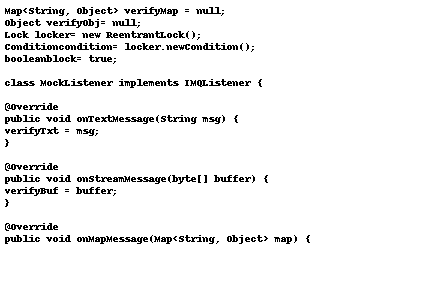 Map<String, Object> verifyMap = null;
Object verifyObj= null;
Lock locker= new ReentrantLock();
Conditioncondition= locker.newCondition();
booleanblock= true;
class MockListener implements IMQListener {
@Override
public void onTextMessage(String msg) {
verifyTxt = msg;
}
@Override
public void onStreamMessage(byte[] buffer) {
verifyBuf = buffer;
}
@Override
public void onMapMessage(Map<String, Object> map) {